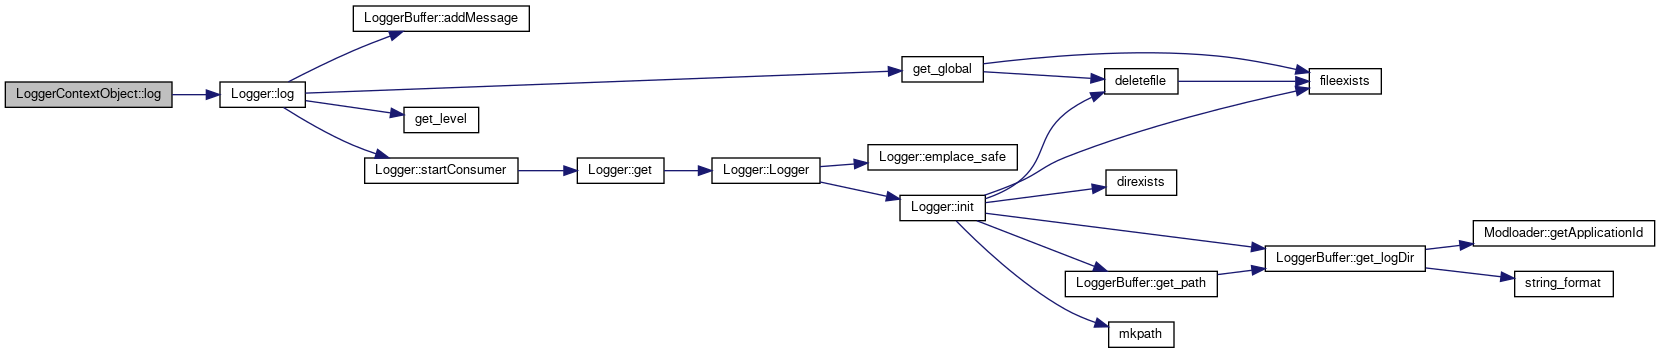 LoggerContextObject::log
Logger::log
LoggerBuffer::addMessage
get_global
get_level
Logger::startConsumer
Logger::get
Logger::Logger
Logger::emplace_safe
Logger::init
deletefile
fileexists
direxists
LoggerBuffer::get_logDir
LoggerBuffer::get_path
mkpath
Modloader::getApplicationId
string_format